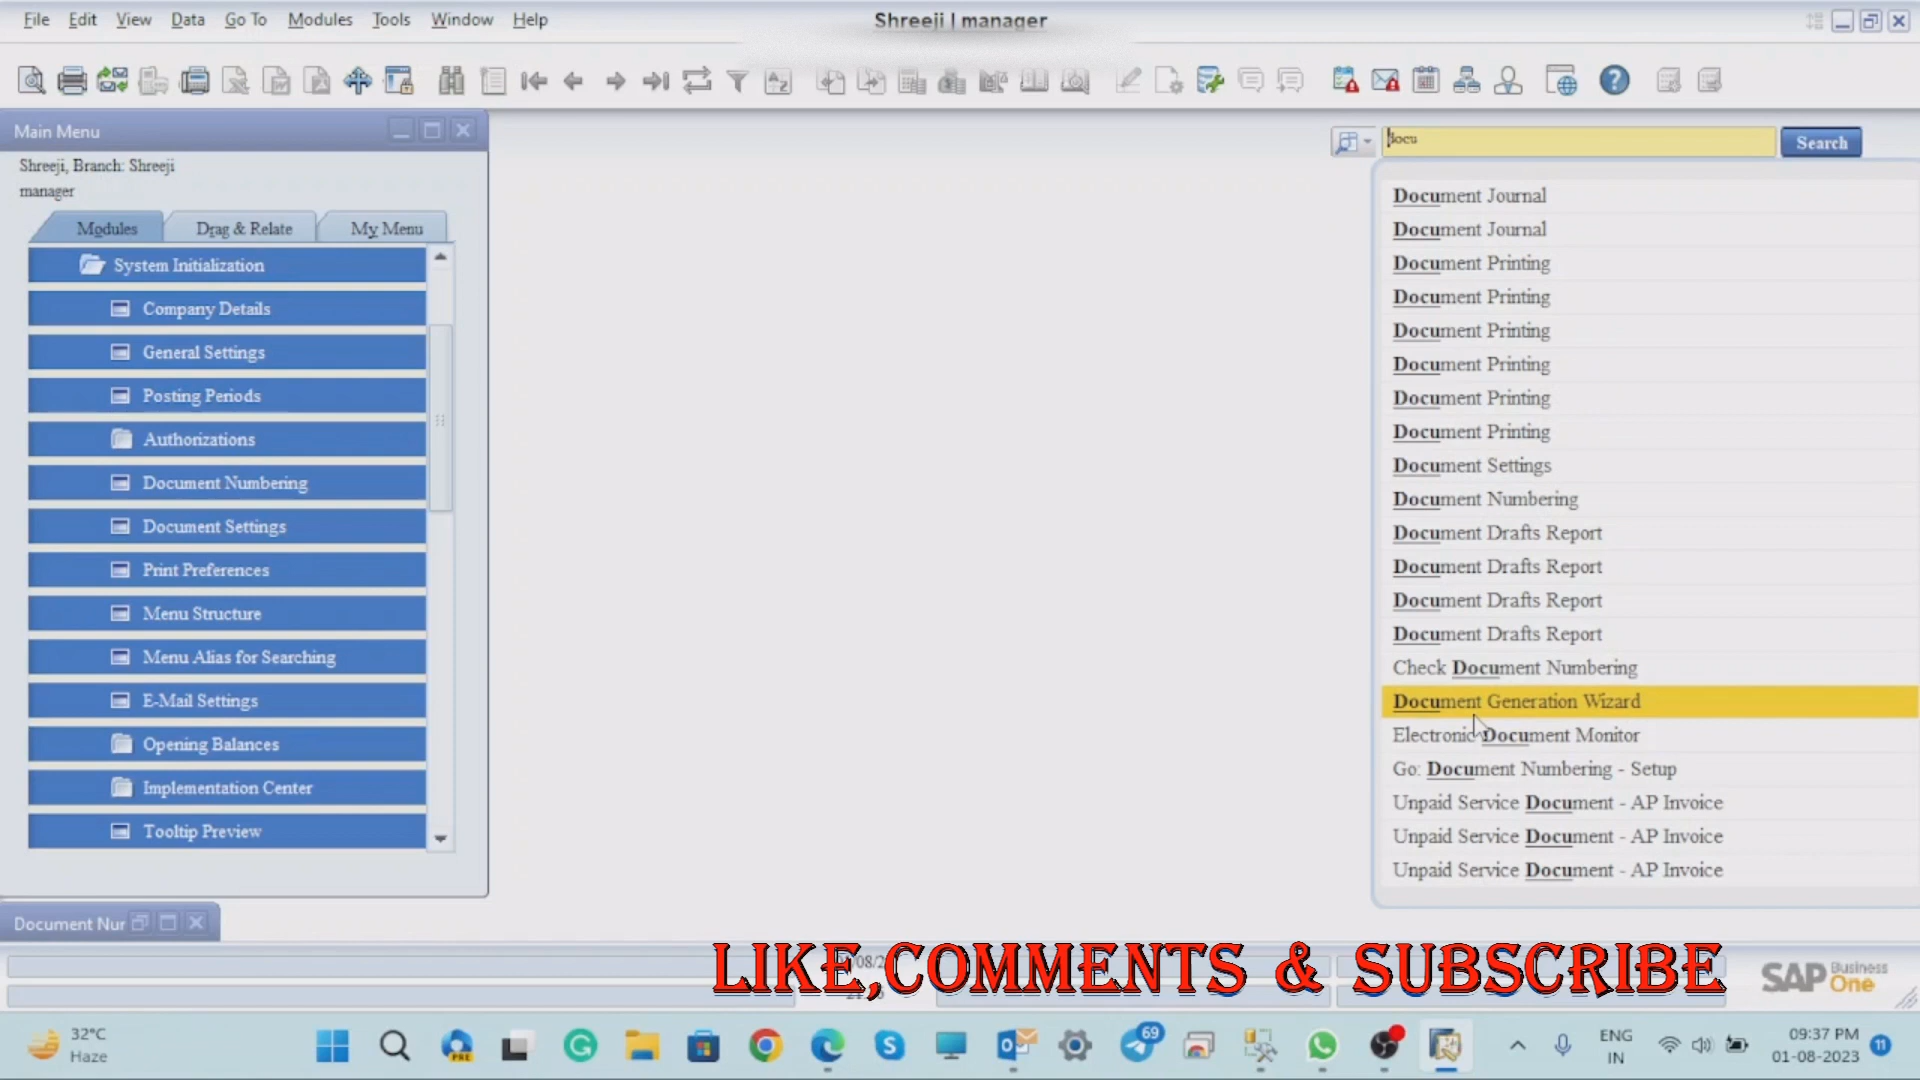 File Edit View Data Go To Modules Tools Window Help
Shreeji | manager
Main Menu
Shreeji, Branch: Shreeji
manager
Modules Drag & Relate My Menu
System Initialization
Company Details
General Settings
Posting Periods
Authorizations
Document Numbering
Document Settings
Print Preferences
Menu Structure
Menu Alias for Searching
E-Mail Settings
Opening Balances
Implementation Center
Tooltip Preview
Document Nur
docu
Search
Document Journal
Document Journal
Document Printing
Document Printing
Document Printing
Document Printing
Document Printing
Document Printing
Document Settings
Document Numbering
Document Drafts Report
Document Drafts Report
Document Drafts Report
Document Drafts Report
Check Document Numbering
Document Generation Wizard
Electronic Document Monitor
Go: Document Numbering - Setup
Unpaid Service Document - AP Invoice
Unpaid Service Document - AP Invoice
Unpaid Service Document - AP Invoice
LIKE,COMMENTS & SUBSCRIBE
SAP Business
One
32°C
Haze
PRE
69
ENG
IN
09:37 PM
01-08-2023
11